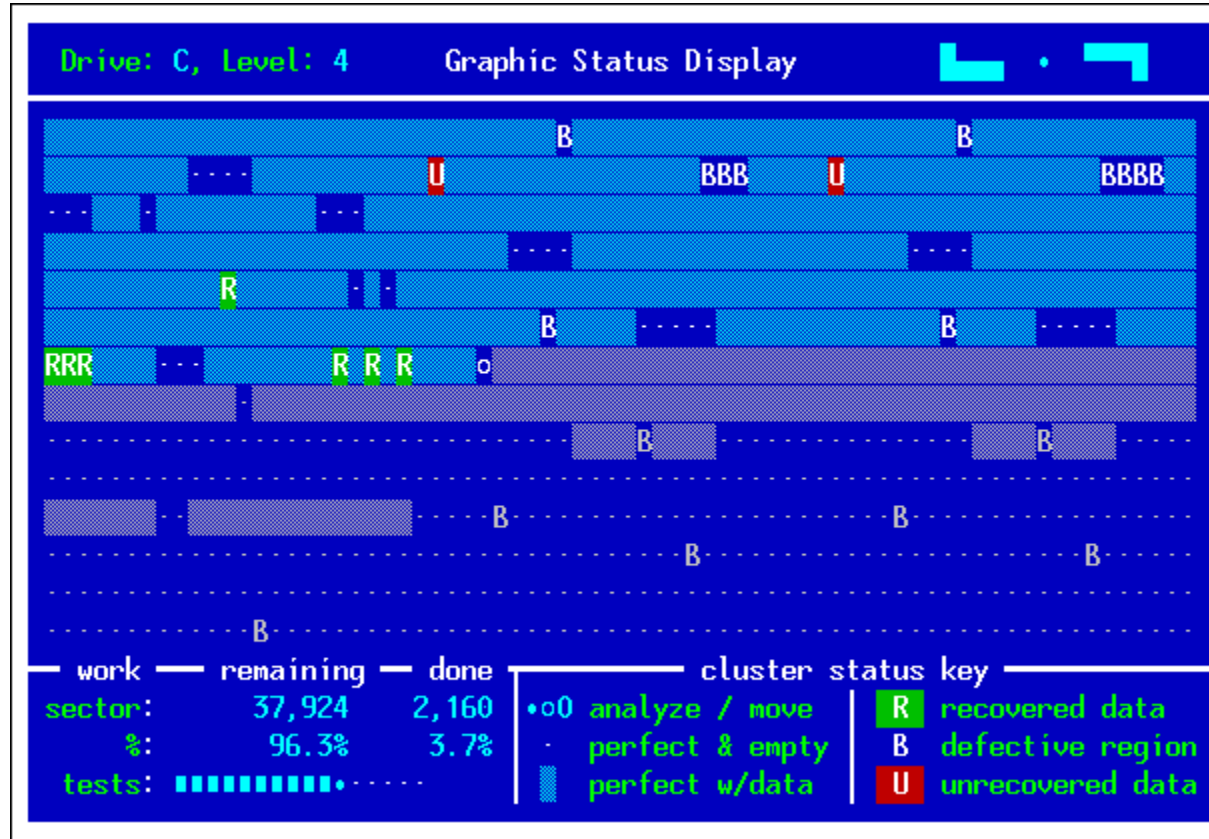 Drive: C, Level: 4 Graphic Status Display
B B
U BBB U BBBB
R
B B
RRR R R R o
B B
B B
B B
B
work remaining done cluster status key
sector: 37,924 2,160 •oO analyze / move R recovered data
%: 96.3% 3.7% · perfect & empty B defective region
tests: perfect w/data U unrecovered data